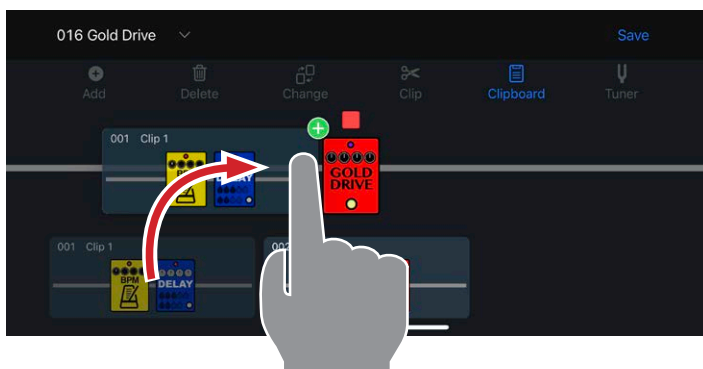 016 Gold Drive
Save
Add
Delete
Change
Clip
Clipboard
Tuner
001 Clip 1
BPM
DELAY
GOLD
DRIVE
001 Clip 1
002
BPM
DELAY